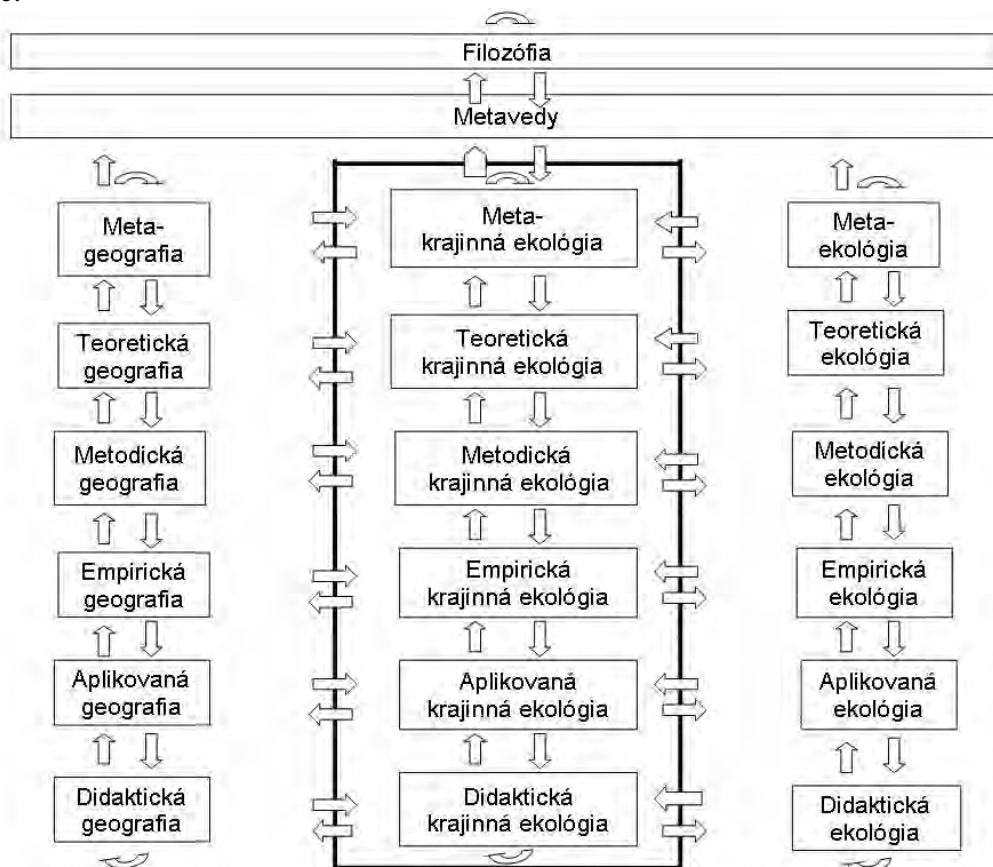 Filozófia
Metavedy
Meta-
geografia
Meta-
krajinná ekológia
Meta-
ekológia
Teoretická
geografia
Teoretická
krajinná ekológia
Teoretická
ekológia
Metodická
geografia
Metodická
krajinná ekológia
Metodická
ekológia
Empirická
geografia
Empirická
krajinná ekológia
Empirická
ekológia
Aplikovaná
geografia
Aplikovaná
krajinná ekológia
Aplikovaná
ekológia
Didaktická
geografia
Didaktická
krajinná ekológia
Didaktická
ekológia